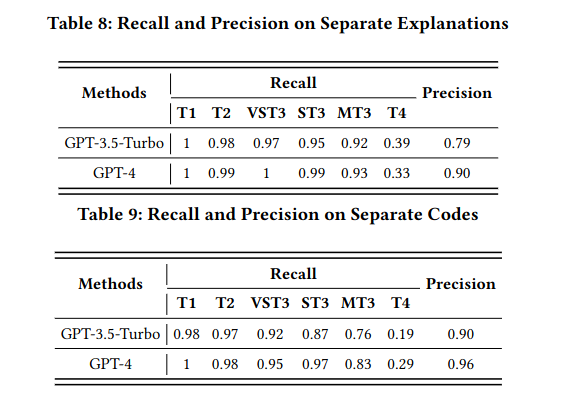 Table 8: Recall and Precision on Separate Explanations
Methods Recall Precision
T1 T2 VST3 ST3 MT3 T4
GPT-3.5-Turbo 1 0.98 0.97 0.95 0.92 0.39 0.79
GPT-4 1 0.99 1 0.99 0.93 0.33 0.90
Table 9: Recall and Precision on Separate Codes
Methods Recall Precision
T1 T2 VST3 ST3 MT3 T4
GPT-3.5-Turbo 0.98 0.97 0.92 0.87 0.76 0.19 0.90
GPT-4 1 0.98 0.95 0.97 0.83 0.29 0.96